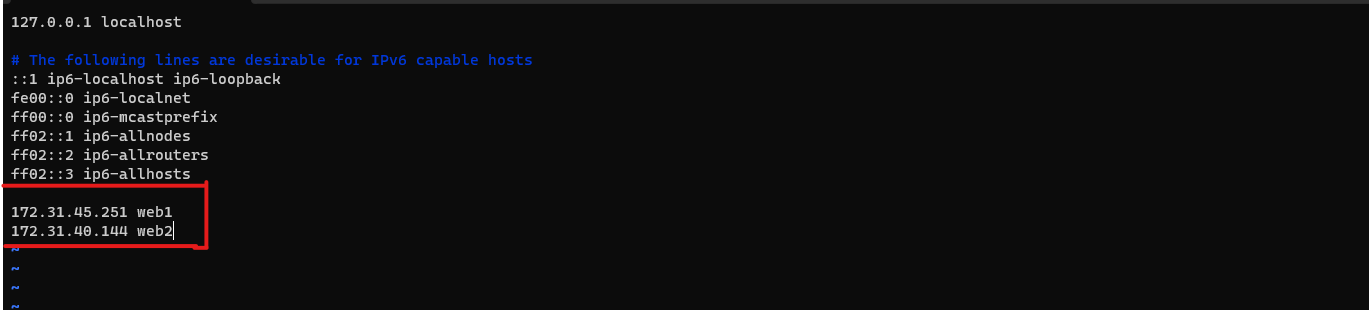 127.0.0.1 localhost
# The following lines are desirable for IPv6 capable hosts
::1 ip6-localhost ip6-loopback
fe00::0 ip6-localnet
ff00::0 ip6-mcastprefix
ff02::1 ip6-allnodes
ff02::2 ip6-allrouters
ff02::3 ip6-allhosts
172.31.45.251 web1
172.31.40.144 web2
~
~
~
~